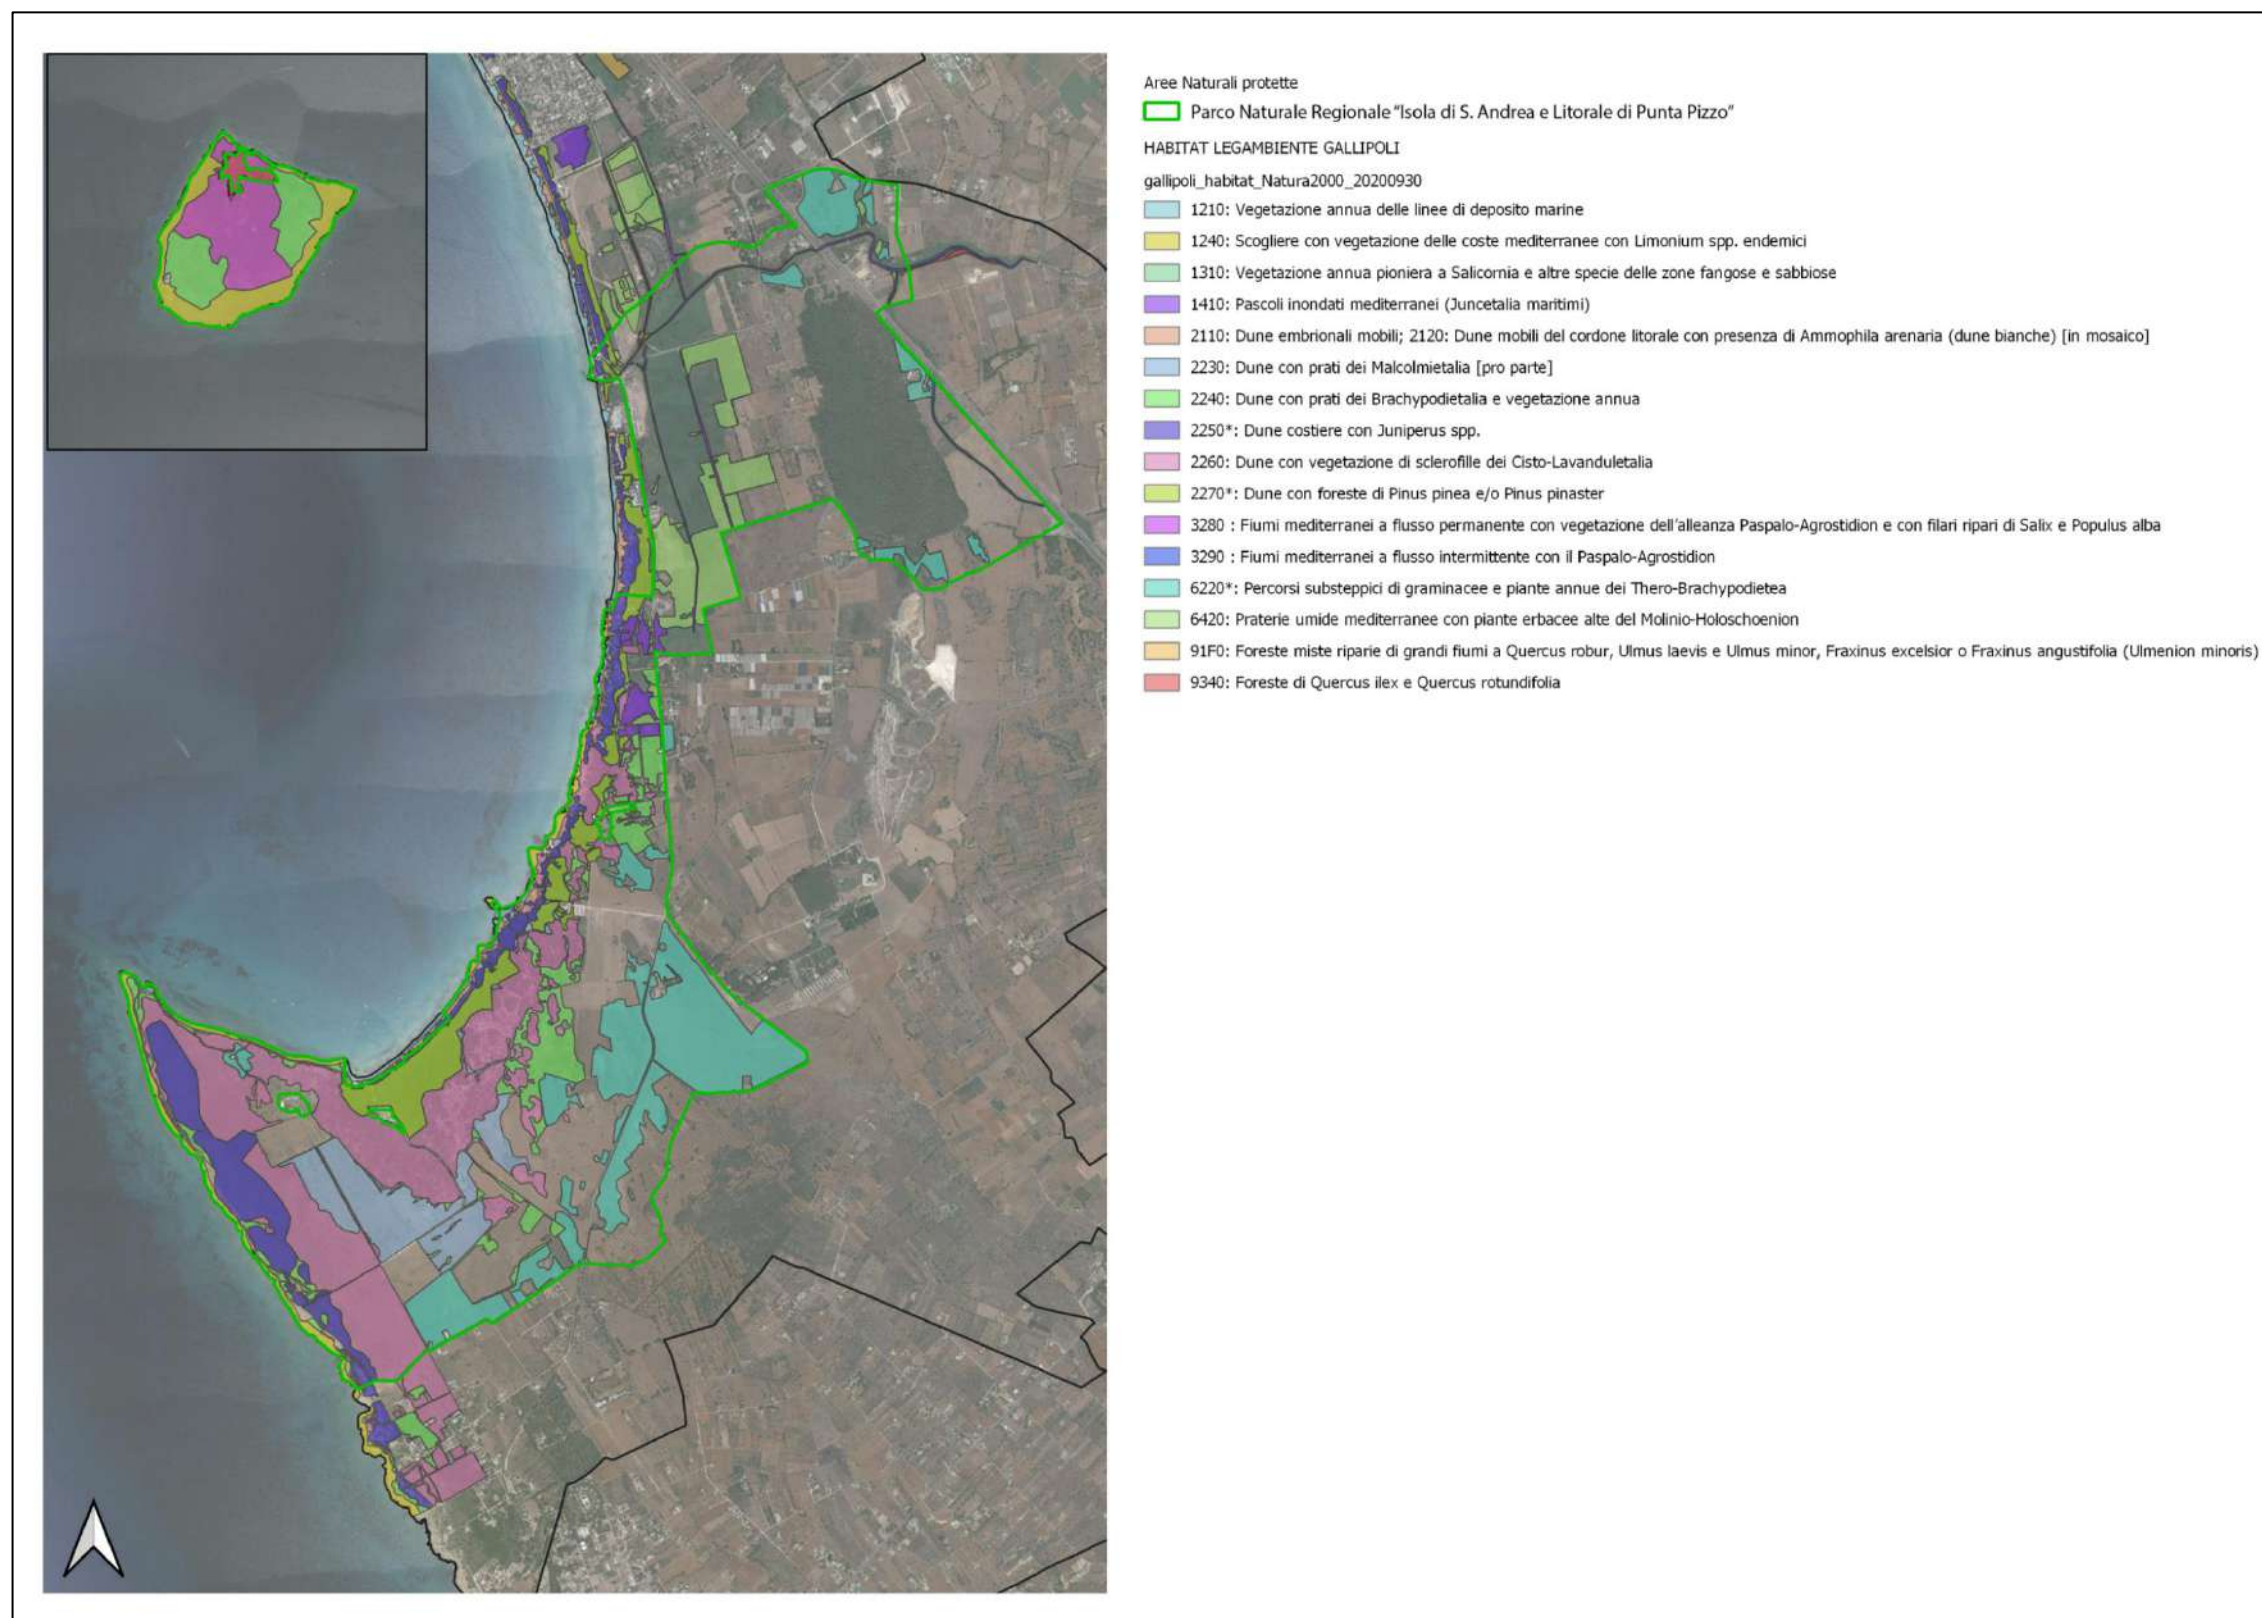 Aree Naturali protette
Parco Naturale Regionale "Isola di S. Andrea e Litorale di Punta Pizzo"
HABITAT LEGAMBIENTE GALLIPOLI
gallipoli_habitat_Natura2000_20200930
1210: Vegetazione annua delle linee di deposito marine
1240: Scogliere con vegetazione delle coste mediterranee con Limonium spp. endemici
1310: Vegetazione annua pioniera a Salicornia e altre specie delle zone fangose e sabbiose
1410: Pascoli inondati mediterranei (Juncetalia maritimi)
2110: Dune embrionali mobili; 2120: Dune mobili del cordone litorale con presenza di Ammophila arenaria (dune bianche) [in mosaico]
2230: Dune con prati dei Malcolmietalia [pro parte]
2240: Dune con prati dei Brachypodietalia e vegetazione annua
2250*: Dune costiere con Juniperus spp.
2260: Dune con vegetazione di sclerofille dei Cisto-Lavanduletalia
2270*: Dune con foreste di Pinus pinea e/o Pinus pinaster
3280 : Fiumi mediterranei a flusso permanente con vegetazione dell'alleanza Paspalo-Agrostidion e con filari ripari di Salix e Populus alba
3290 : Fiumi mediterranei a flusso intermittente con il Paspalo-Agrostidion
6220*: Percorsi substeppici di graminacee e piante annue dei Thero-Brachypodietea
6420: Praterie umide mediterranee con piante erbacee alte del Molinio-Holoschoenion
91F0: Foreste miste riparie di grandi fiumi a Quercus robur, Ulmus laevis e Ulmus minor, Fraxinus excelsior o Fraxinus angustifolia (Ulmenion minoris)
9340: Foreste di Quercus ilex e Quercus rotundifolia